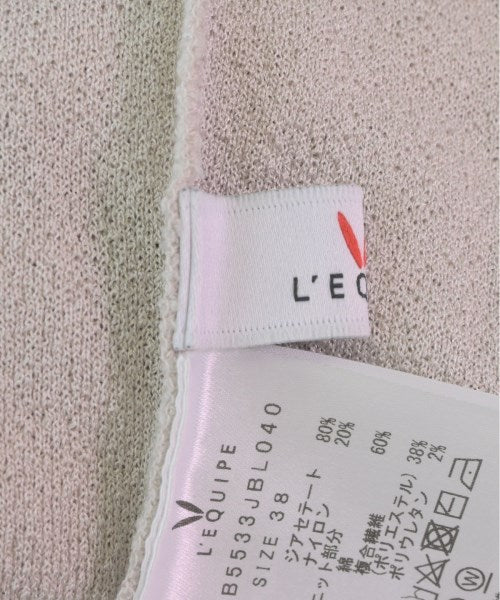 L'EQ
L'EQUIPE
B5533JBL040
SIZE 38
ジアセテート 80%
ナイロン 20%
ニット部分
綿 60%
複合繊維
(ポリエステル) 38%
ポリウレタン 2%